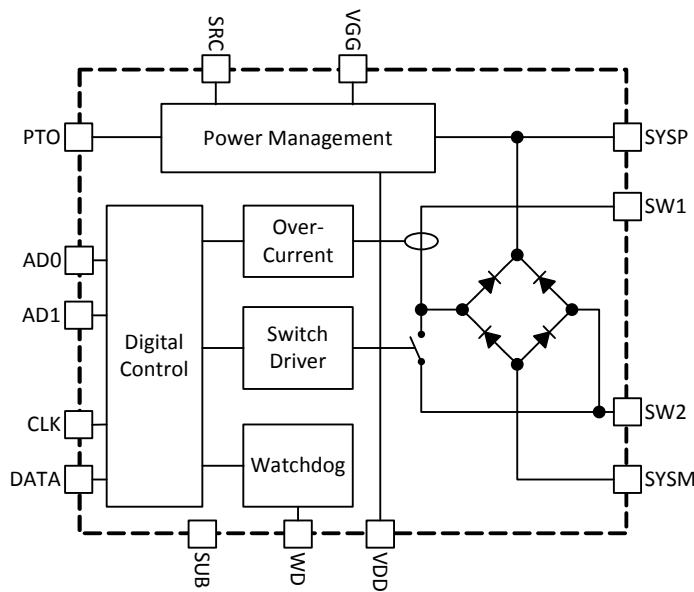 SRC
VGG
PTO
Power Management
SYSP
SW1
Over-
Current
AD0
AD1
Digital
Control
Switch
Driver
CLK
SW2
Watchdog
DATA
SYSM
SUB
WD
VDD